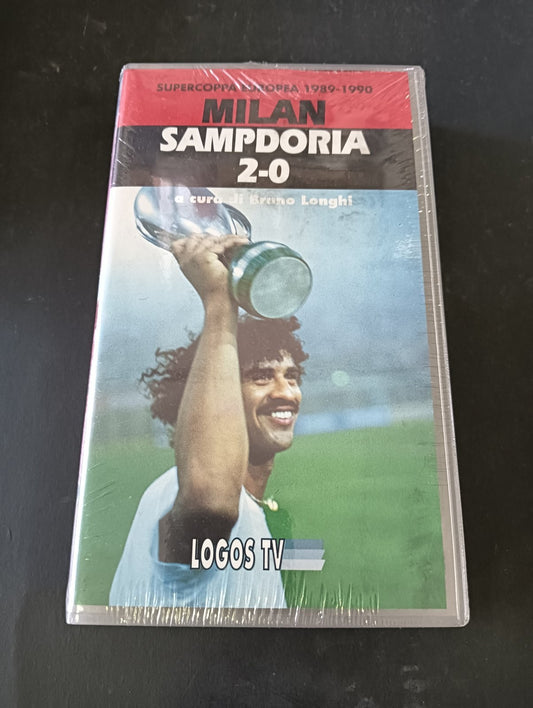 SUPERCOPPA EUROPEA 1989-1990
MILAN
SAMPDORIA
2-0
a cura di Bruno Longhi
LOGOS TV